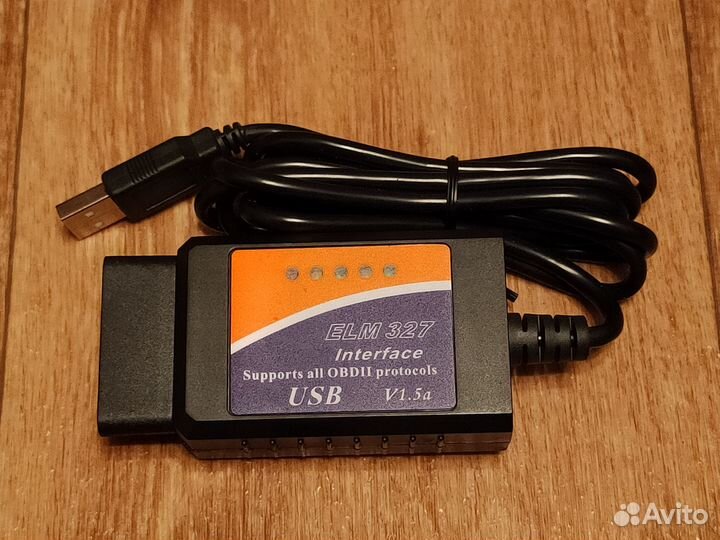 ELM 327
Interface
Supports all OBDII protocols
USB V1.5a
Avito